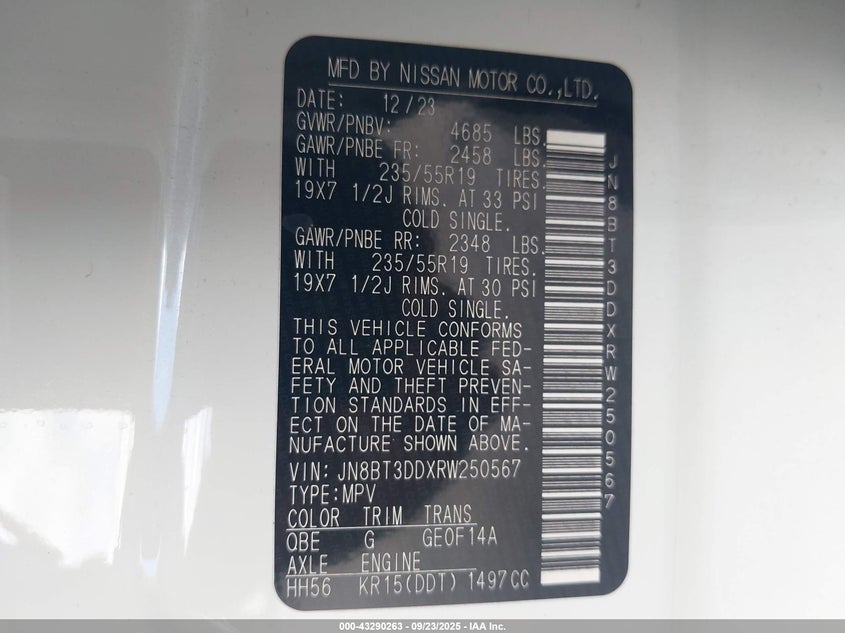 MFD BY NISSAN MOTOR CO.,LTD.
DATE: 12/23
GVWR/PNBV: 4685 LBS.
GAWR/PNBE FR: 2458 LBS.
WITH 235/55R19 TIRES.
19X7 1/2J RIMS. AT 33 PSI
COLD SINGLE.
GAWR/PNBE RR: 2348 LBS.
WITH 235/55R19 TIRES.
19X7 1/2J RIMS. AT 30 PSI
COLD SINGLE.
THIS VEHICLE CONFORMS
TO ALL APPLICABLE FED-
ERAL MOTOR VEHICLE SA-
FETY AND THEFT PREVEN-
TION STANDARDS IN EFF-
ECT ON THE DATE OF MA-
NUFACTURE SHOWN ABOVE.
VIN: JN8BT3DDXRW250567
TYPE:MPV
COLOR TRIM TRANS
QBE G GE0F14A
AXLE ENGINE
HH56 KR15(DDT) 1497CC
JN8BT3DDXRW250567
000-43290263 - 09/23/2025 - IAA Inc.